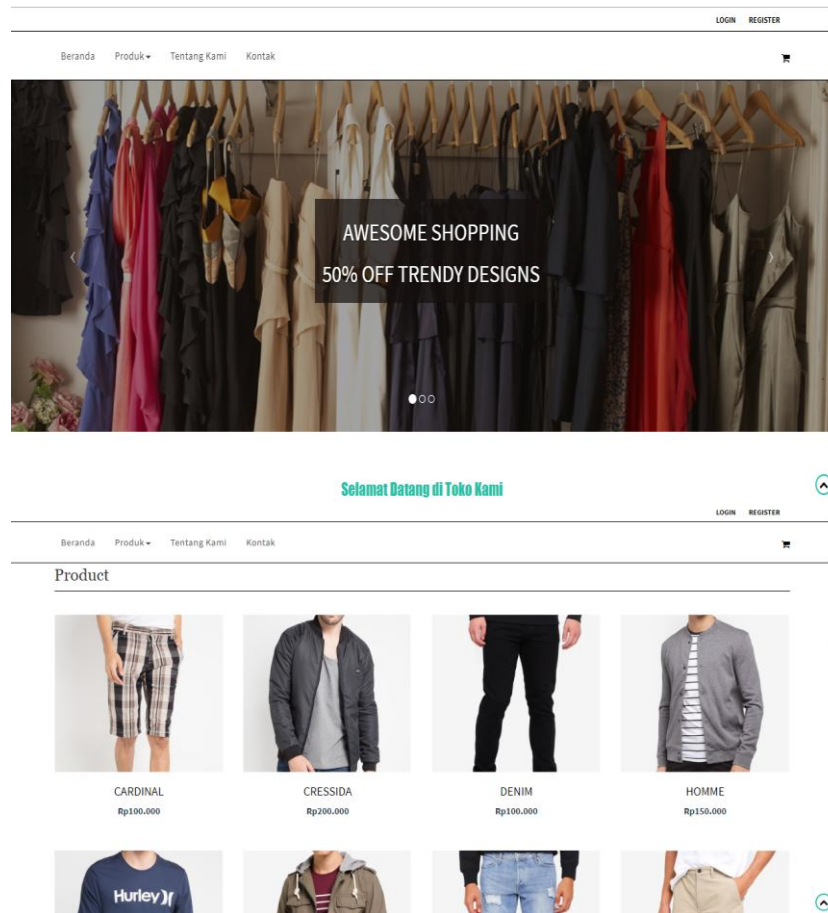 LOGIN REGISTER
Beranda Produk Tentang Kami Kontak
AWESOME SHOPPING
50% OFF TRENDY DESIGNS
Selamat Datang di Toko Kami
LOGIN REGISTER
Beranda Produk Tentang Kami Kontak
Product
CARDINAL CRESSIDA DENIM HOMME
Rp100.000 Rp200.000 Rp100.000 Rp150.000
Hurley